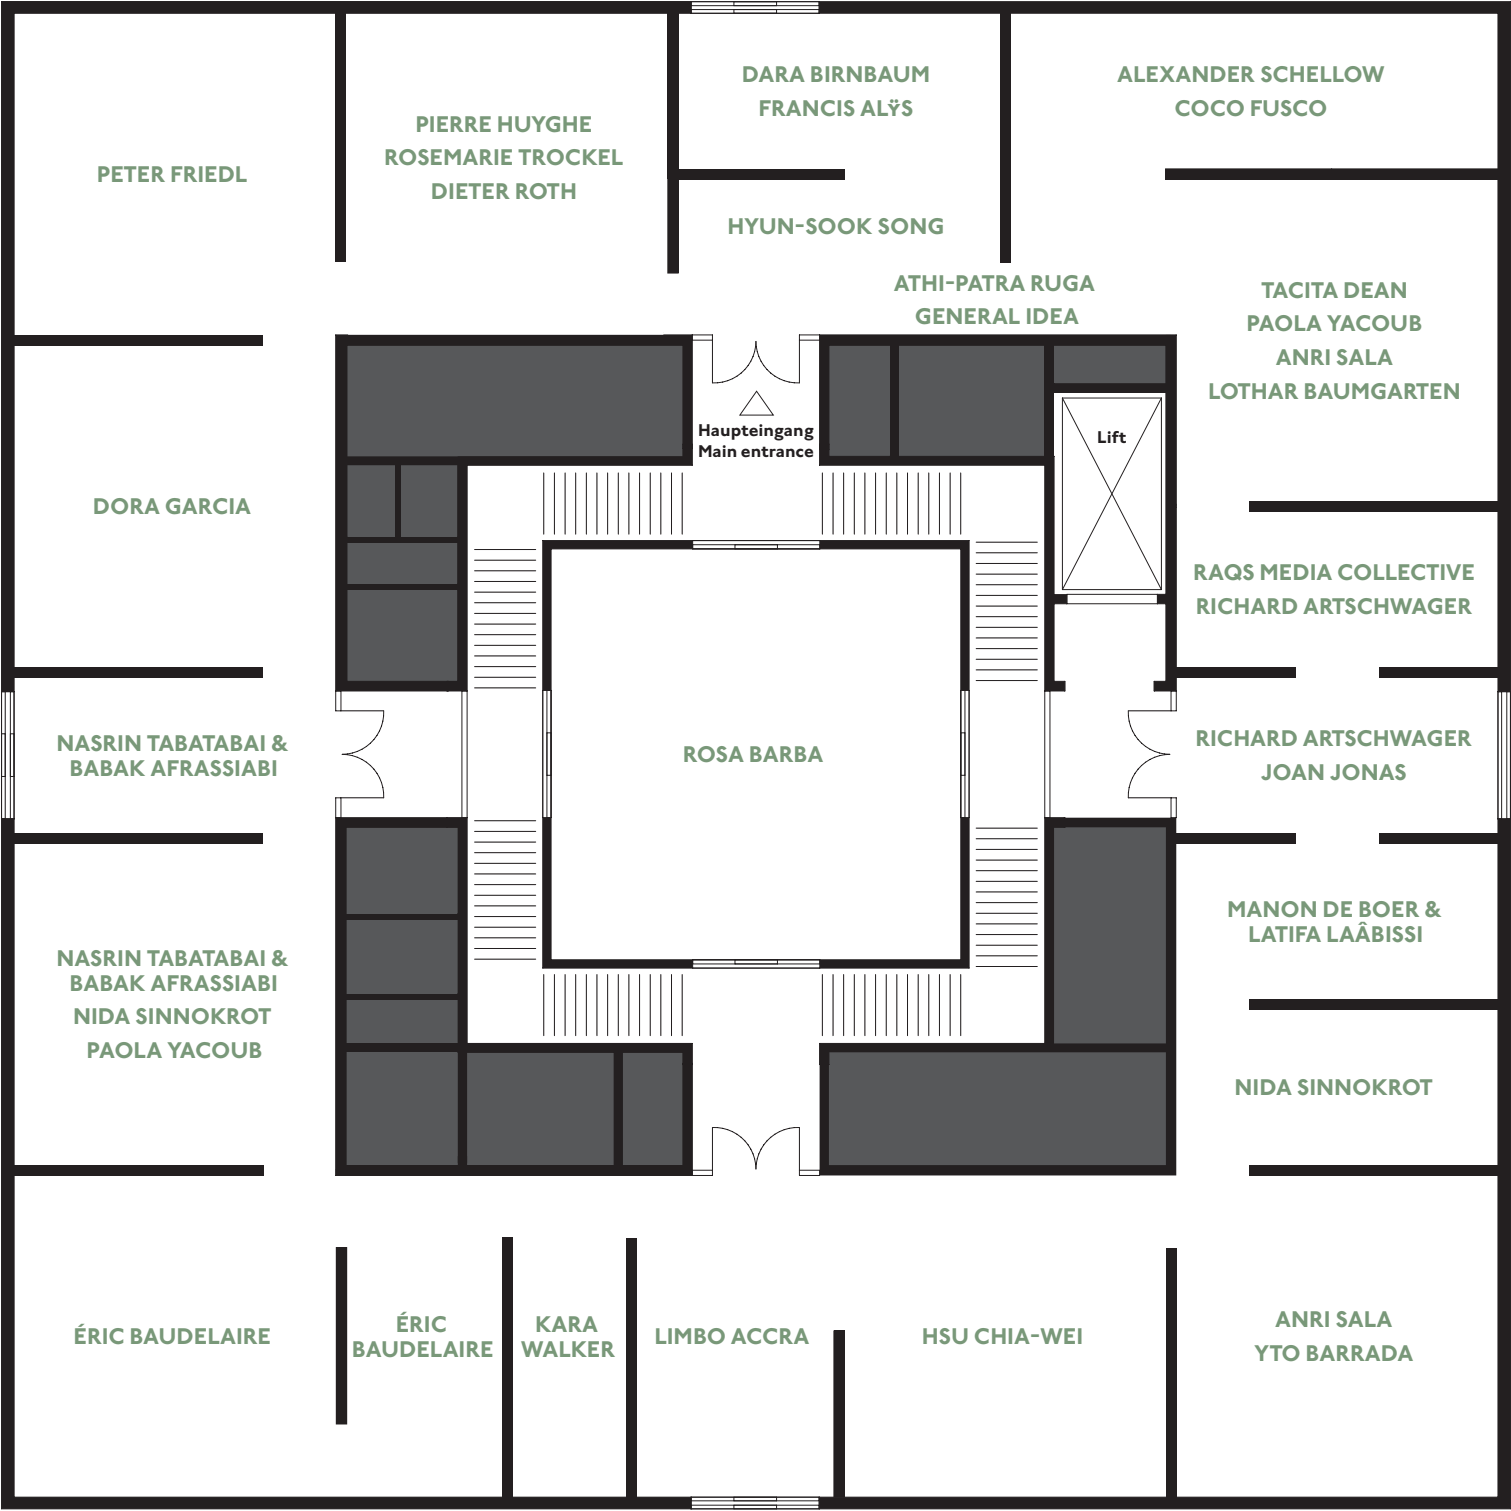 DARA BIRNBAUM
FRANCIS ALŸS
ALEXANDER SCHELLOW
COCO FUSCO
PIERRE HUYGHE
ROSEMARIE TROCKEL
DIETER ROTH
PETER FRIEDL
HYUN-SOOK SONG
ATHI-PATRA RUGA
GENERAL IDEA
TACITA DEAN
PAOLA YACOUB
ANRI SALA
LOTHAR BAUMGARTEN
Haupteingang
Main entrance
Lift
DORA GARCIA
RAQS MEDIA COLLECTIVE
RICHARD ARTSCHWAGER
NASRIN TABATABAI &
BABAK AFRASSIABI
ROSA BARBA
RICHARD ARTSCHWAGER
JOAN JONAS
MANON DE BOER &
LATIFA LAÂBISSI
NASRIN TABATABAI &
BABAK AFRASSIABI
NIDA SINNOKROT
PAOLA YACOUB
NIDA SINNOKROT
ÉRIC BAUDELAIRE
ÉRIC
BAUDELAIRE
KARA
WALKER
LIMBO ACCRA
HSU CHIA-WEI
ANRI SALA
YTO BARRADA